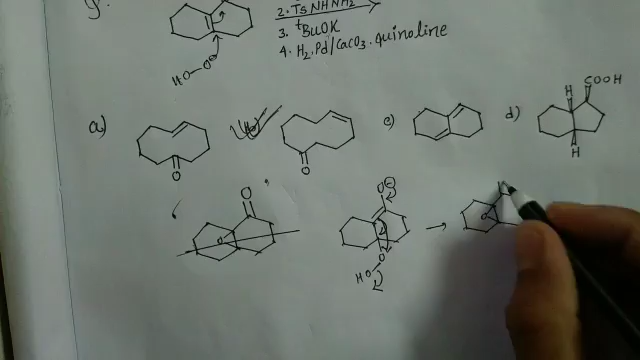 9.
2. TsNHNH2
3. tBuOK
4. H2.Pd/CaCO3.quinoline
HO-O⊖
a)
O
b)
O
c)
d)
H
COOH
H
O
O
O⊖
O
HO
O